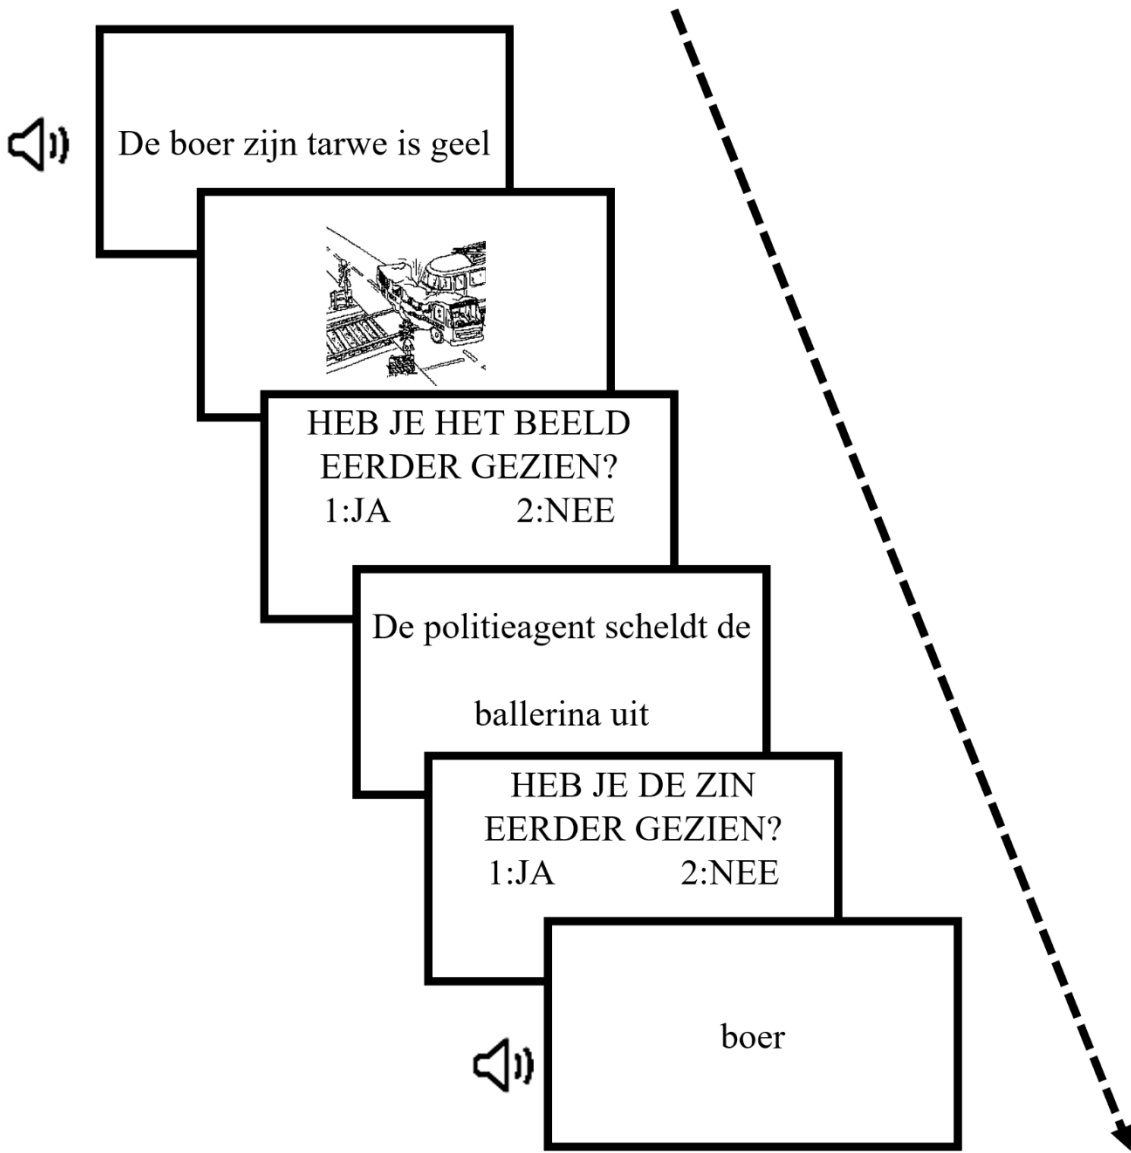 De boer zijn tarwe is geel
HEB JE HET BEELD
EERDER GEZIEN?
1:JA 2:NEE
De politieagent scheldt de
ballerina uit
HEB JE DE ZIN
EERDER GEZIEN?
1:JA 2:NEE
boer